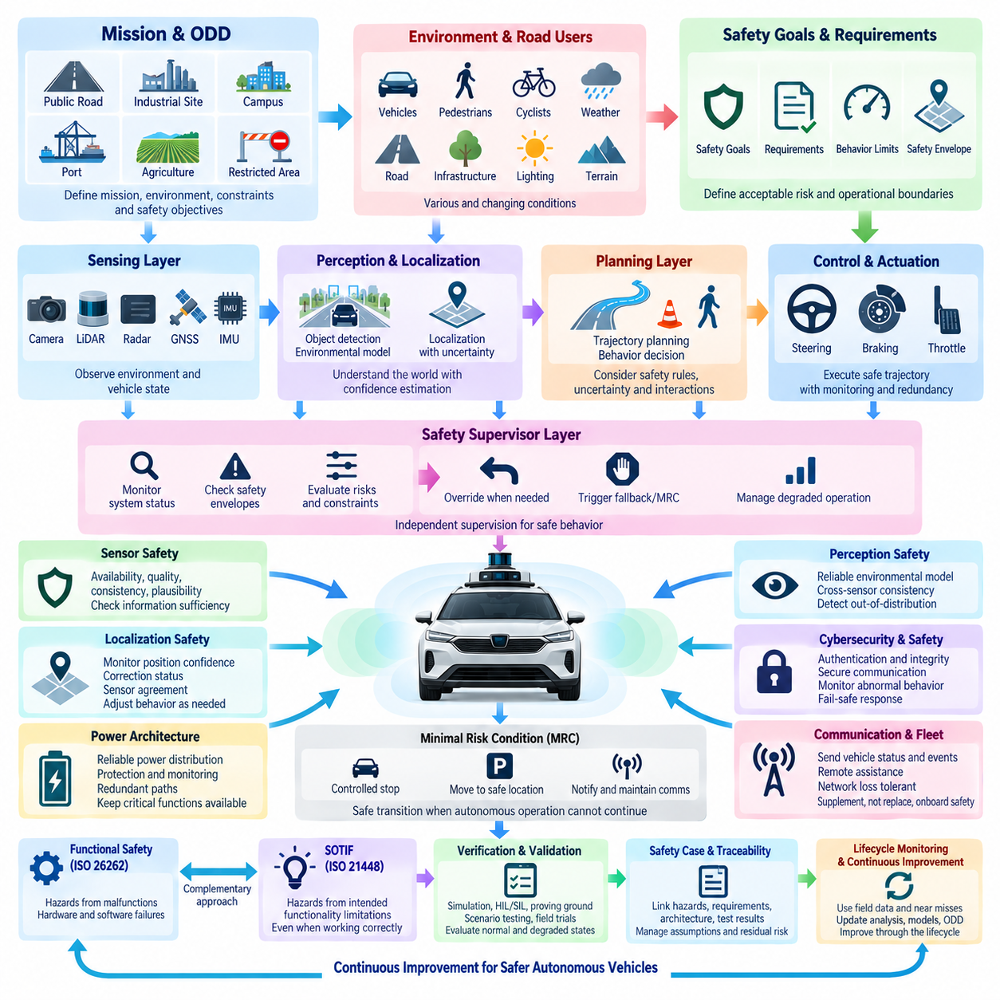 Mission & ODD
Public Road
Industrial Site
Campus
Port
Agriculture
Restricted Area
Define mission, environment, constraints
and safety objectives
Environment & Road Users
Vehicles
Pedestrians
Cyclists
Weather
Road
Infrastructure
Lighting
Terrain
Various and changing conditions
Safety Goals & Requirements
Safety Goals
Requirements
Behavior Limits
Safety Envelope
Define acceptable risk and operational boundaries
Sensing Layer
Camera
LiDAR
Radar
GNSS
IMU
IMU
Observe environment and
vehicle state
Perception & Localization
Object detection
Environmental model
Localization
with uncertainty
Understand the world with
confidence estimation
Planning Layer
Trajectory planning
Behavior decision
Consider safety rules,
uncertainty and interactions
Control & Actuation
Steering
Braking
Throttle
Execute safe trajectory
with monitoring and redundancy
Safety Supervisor Layer
Monitor
system status
Check safety
envelopes
Evaluate risks
and constraints
Override when needed
Trigger fallback/MRC
Manage degraded operation
Independent supervision for safe behavior
Sensor Safety
Availability, quality,
consistency, plausibility
Check information sufficiency
Localization Safety
Monitor position confidence
Correction status
Sensor agreement
Adjust behavior as needed
Power Architecture
Reliable power distribution
Protection and monitoring
Redundant paths
Keep critical functions available
Perception Safety
Reliable environmental model
Cross-sensor consistency
Detect out-of-distribution
Cybersecurity & Safety
Authentication and integrity
Secure communication
Monitor abnormal behavior
Fail-safe response
Communication & Fleet
Send vehicle status and events
Remote assistance
Network loss tolerant
Supplement, not replace, onboard safety
Minimal Risk Condition (MRC)
Controlled stop
P
Move to safe location
Notify and maintain comms
Safe transition when autonomous operation cannot continue
Functional Safety
(ISO 26262)
Hazards from malfunctions
Hardware and software failures
Complementary
approach
SOTIF
(ISO 21448)
Hazards from intended
functionality limitations
Even when working correctly
Verification & Validation
Simulation, HIL/SIL, proving ground
Scenario testing, field trials
Evaluate normal and degraded states
Safety Case & Traceability
Link hazards, requirements,
architecture, test results
Manage assumptions and residual risk
Lifecycle Monitoring
& Continuous Improvement
Use field data and near misses
Update analysis, models, ODD
Improve through the lifecycle
Continuous Improvement for Safer Autonomous Vehicles